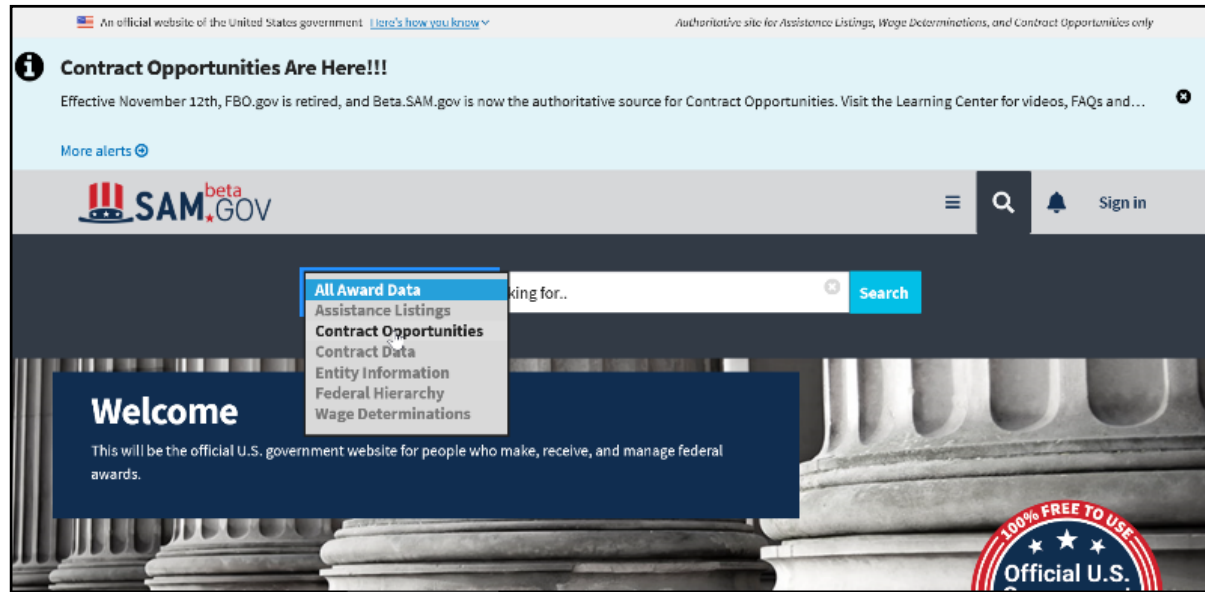 An official website of the United States government Here's how you know
Authoritative site for Assistance Listings, Wage Determinations, and Contract Opportunities only
Contract Opportunities Are Here!!!
Effective November 12th, FBO.gov is retired, and Beta.SAM.gov is now the authoritative source for Contract Opportunities. Visit the Learning Center for videos, FAQs and...
More alerts
beta
SAM.GOV
Sign in
All Award Data
Assistance Listings
Contract Opportunities
Contract Data
Entity Information
Federal Hierarchy
Wage Determinations
king for..
Search
Welcome
This will be the official U.S. government website for people who make, receive, and manage federal
awards.
100% FREE TO USE
Official U.S.